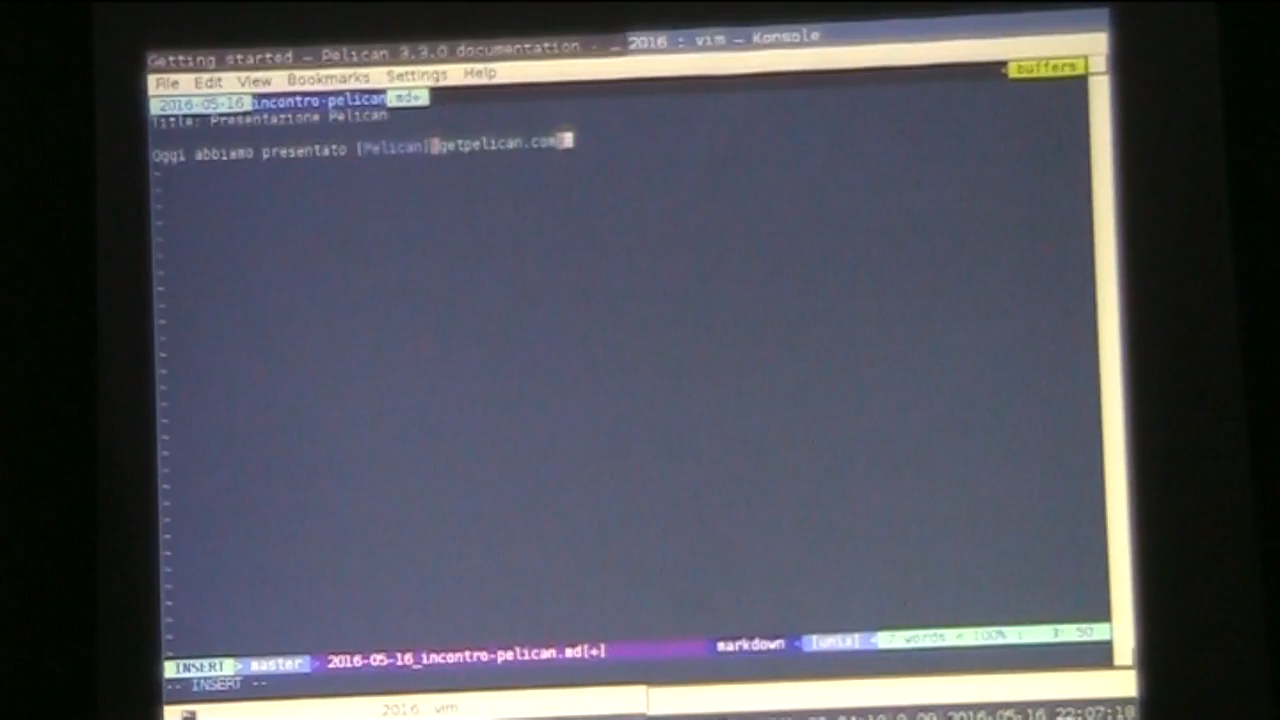 Getting started – Pelican 3.3.0 documentation - … 2016 : vim – Konsole
File Edit View Bookmarks Settings Help
2016-05-16_incontro-pelican.md+ buffers
Title: Presentazione Pelican
Oggi abbiamo presentato [Pelican](getpelican.com)
INSERT master 2016-05-16_incontro-pelican.md[+] markdown [unix] 7 words < 100% : 3: 50
-- INSERT --
2016 vim
2016-05-16 22:07:18